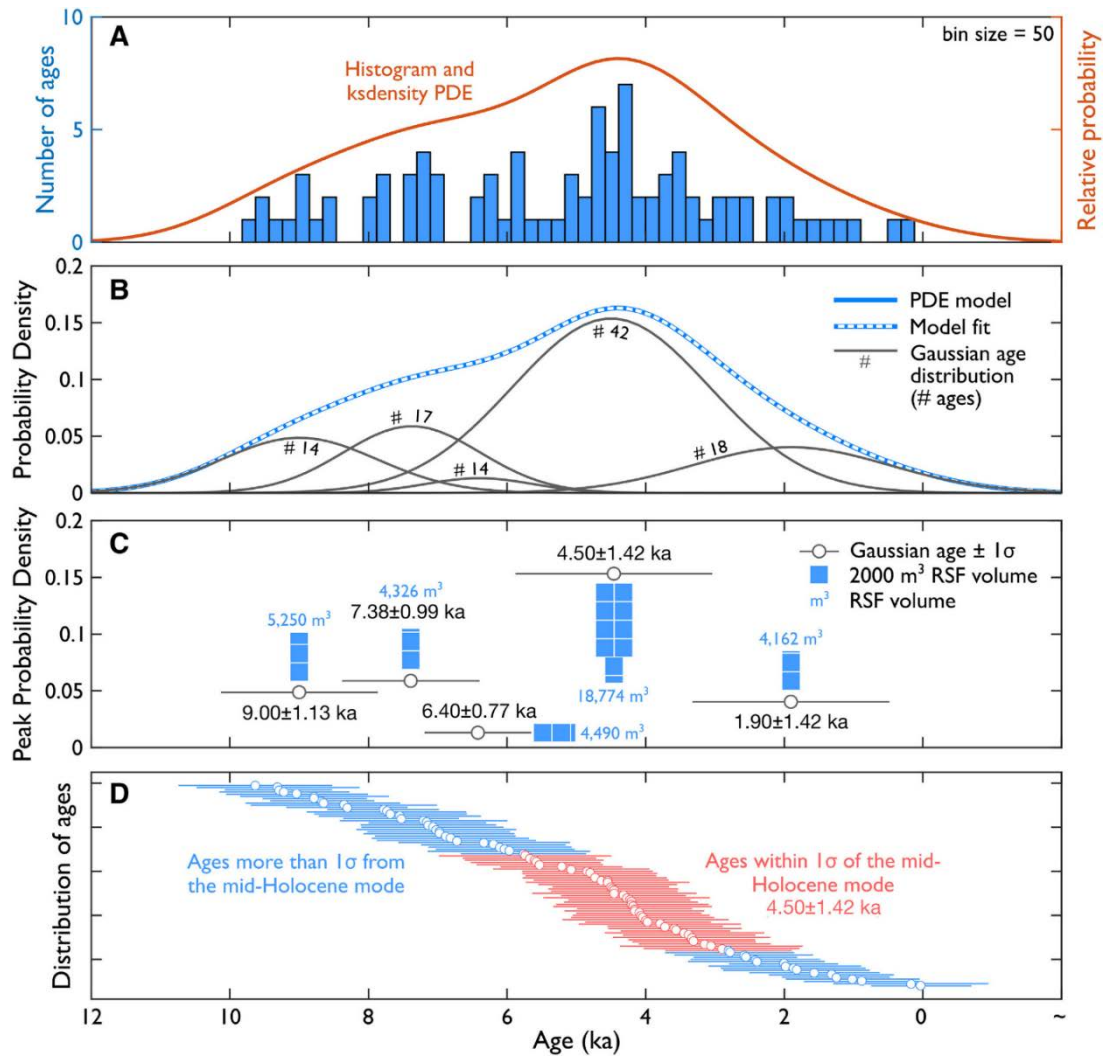 A
bin size = 50
Histogram and
ksdensity PDE
Number of ages
Relative probability
10
5
0
B
PDE model
Model fit
# Gaussian age
distribution
(# ages)
Probability Density
0.2
0.15
0.1
0.05
0
# 14
# 17
# 14
# 42
# 18
C
Gaussian age ± 1σ
2000 m³ RSF volume
m³ RSF volume
Peak Probability Density
0.2
0.15
0.1
0.05
0
5,250 m³
9.00±1.13 ka
4,326 m³
7.38±0.99 ka
6.40±0.77 ka
4,490 m³
4.50±1.42 ka
18,774 m³
4,162 m³
1.90±1.42 ka
D
Distribution of ages
Ages more than 1σ from
the mid-Holocene mode
Ages within 1σ of the mid-
Holocene mode
4.50±1.42 ka
12 10 8 6 4 2 0 ~
Age (ka)